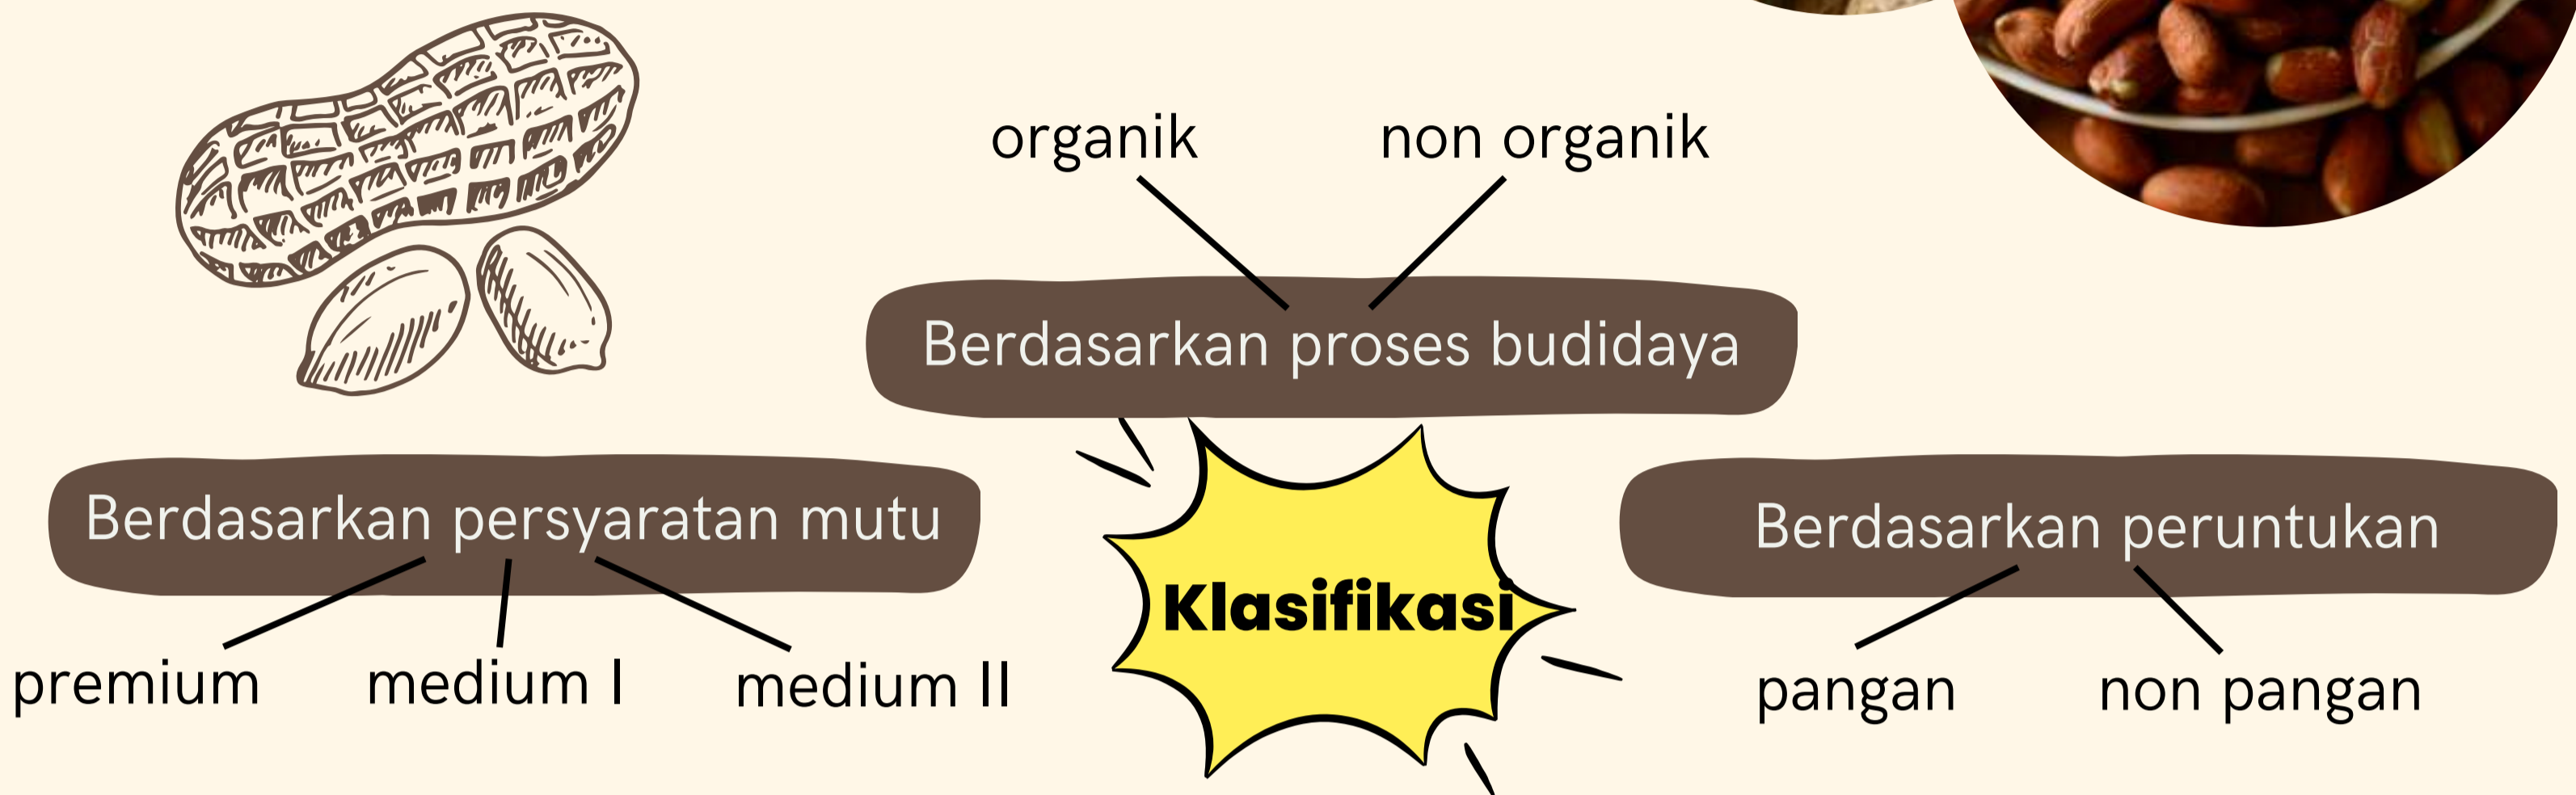 organik
non organik
Berdasarkan proses budidaya
Berdasarkan persyaratan mutu
premium
medium I
medium II
Klasifikasi
Berdasarkan peruntukan
pangan
non pangan